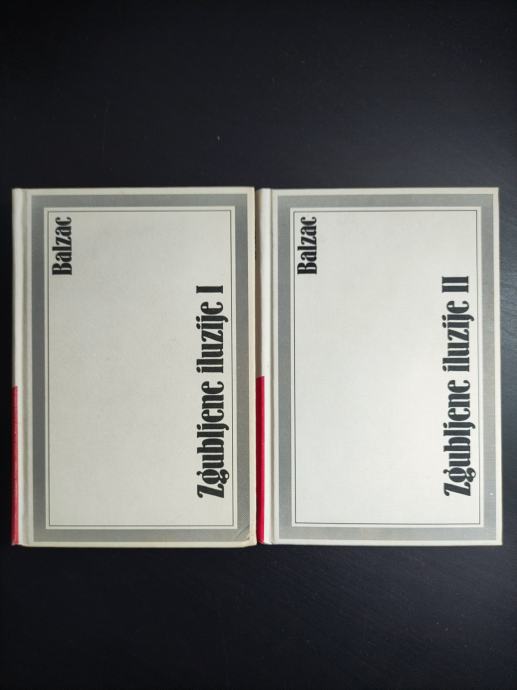 Balzac
Zgubljene iluzije I
Balzac
Zgubljene iluzije II